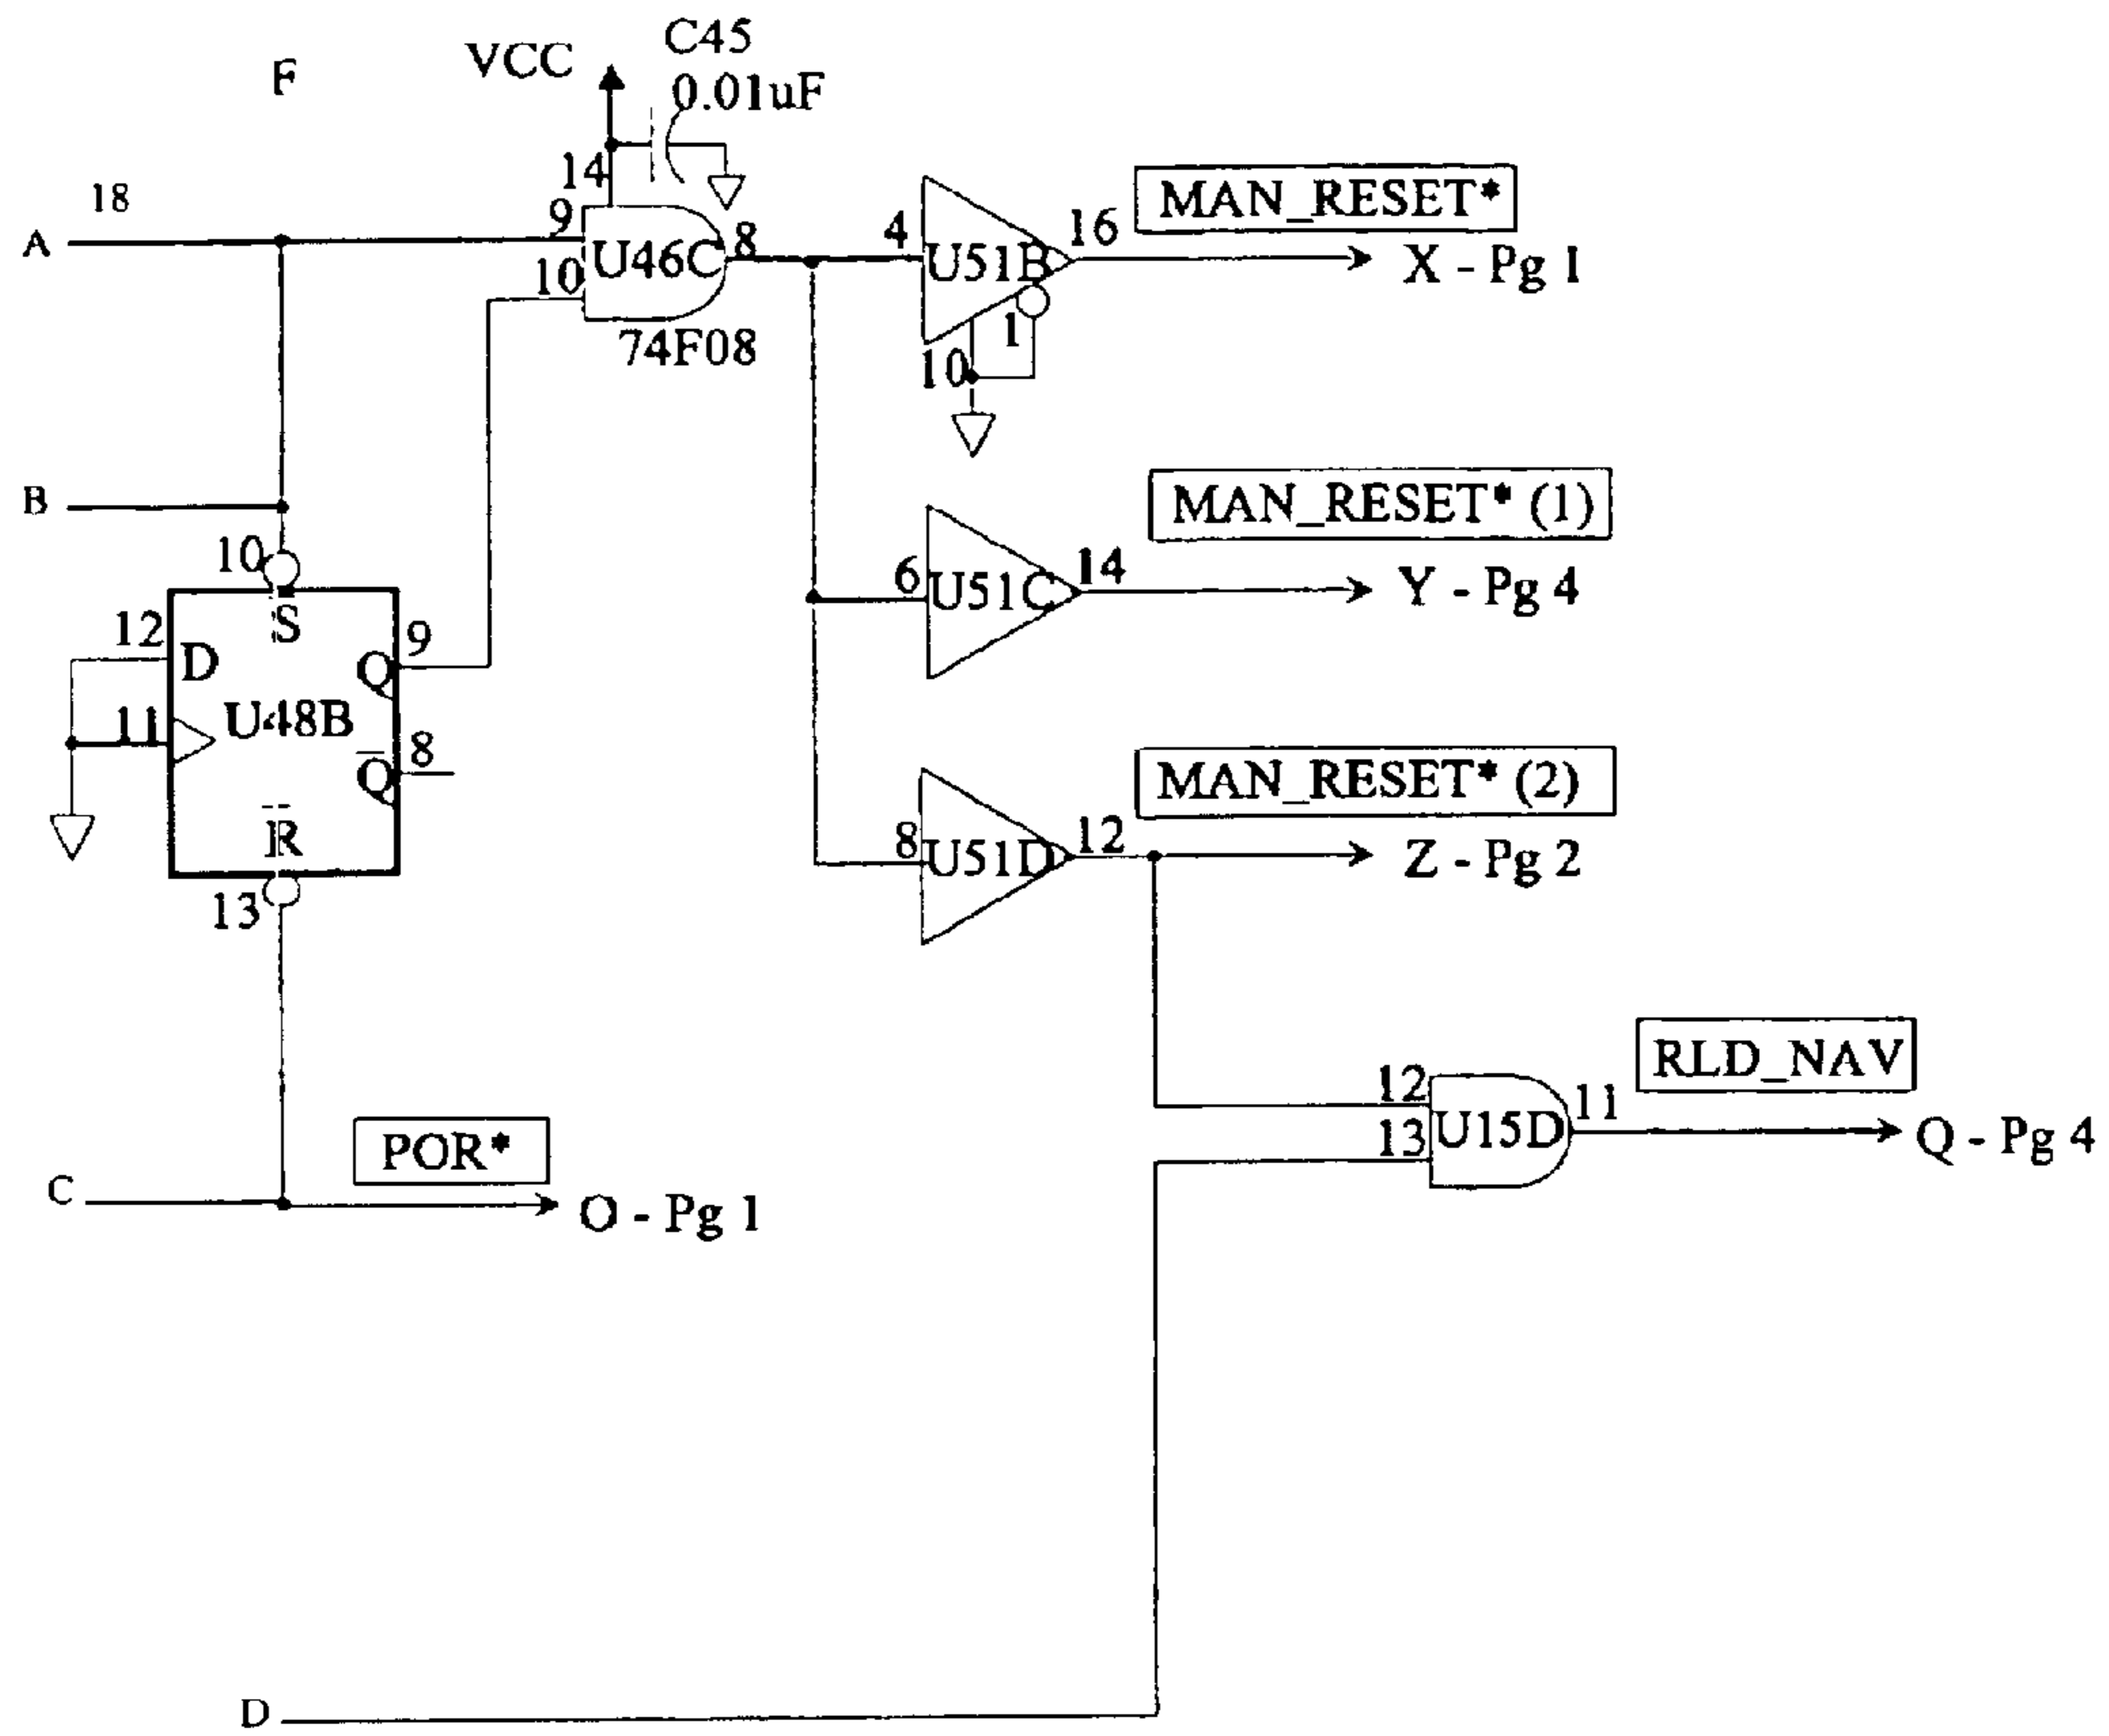 F
VCC
C45
0.01uF
14
18
A
9
10
U46C
8
74F08
4
U51B
16
1
10
MAN_RESET*
X - Pg 1
B
10
S
12
D
Q
9
11
U48B
Q
8
R
13
6
U51C
14
MAN_RESET* (1)
Y - Pg 4
8
U51D
12
MAN_RESET* (2)
Z - Pg 2
12
13
U15D
11
RLD_NAV
Q - Pg 4
POR*
C
O - Pg 1
D